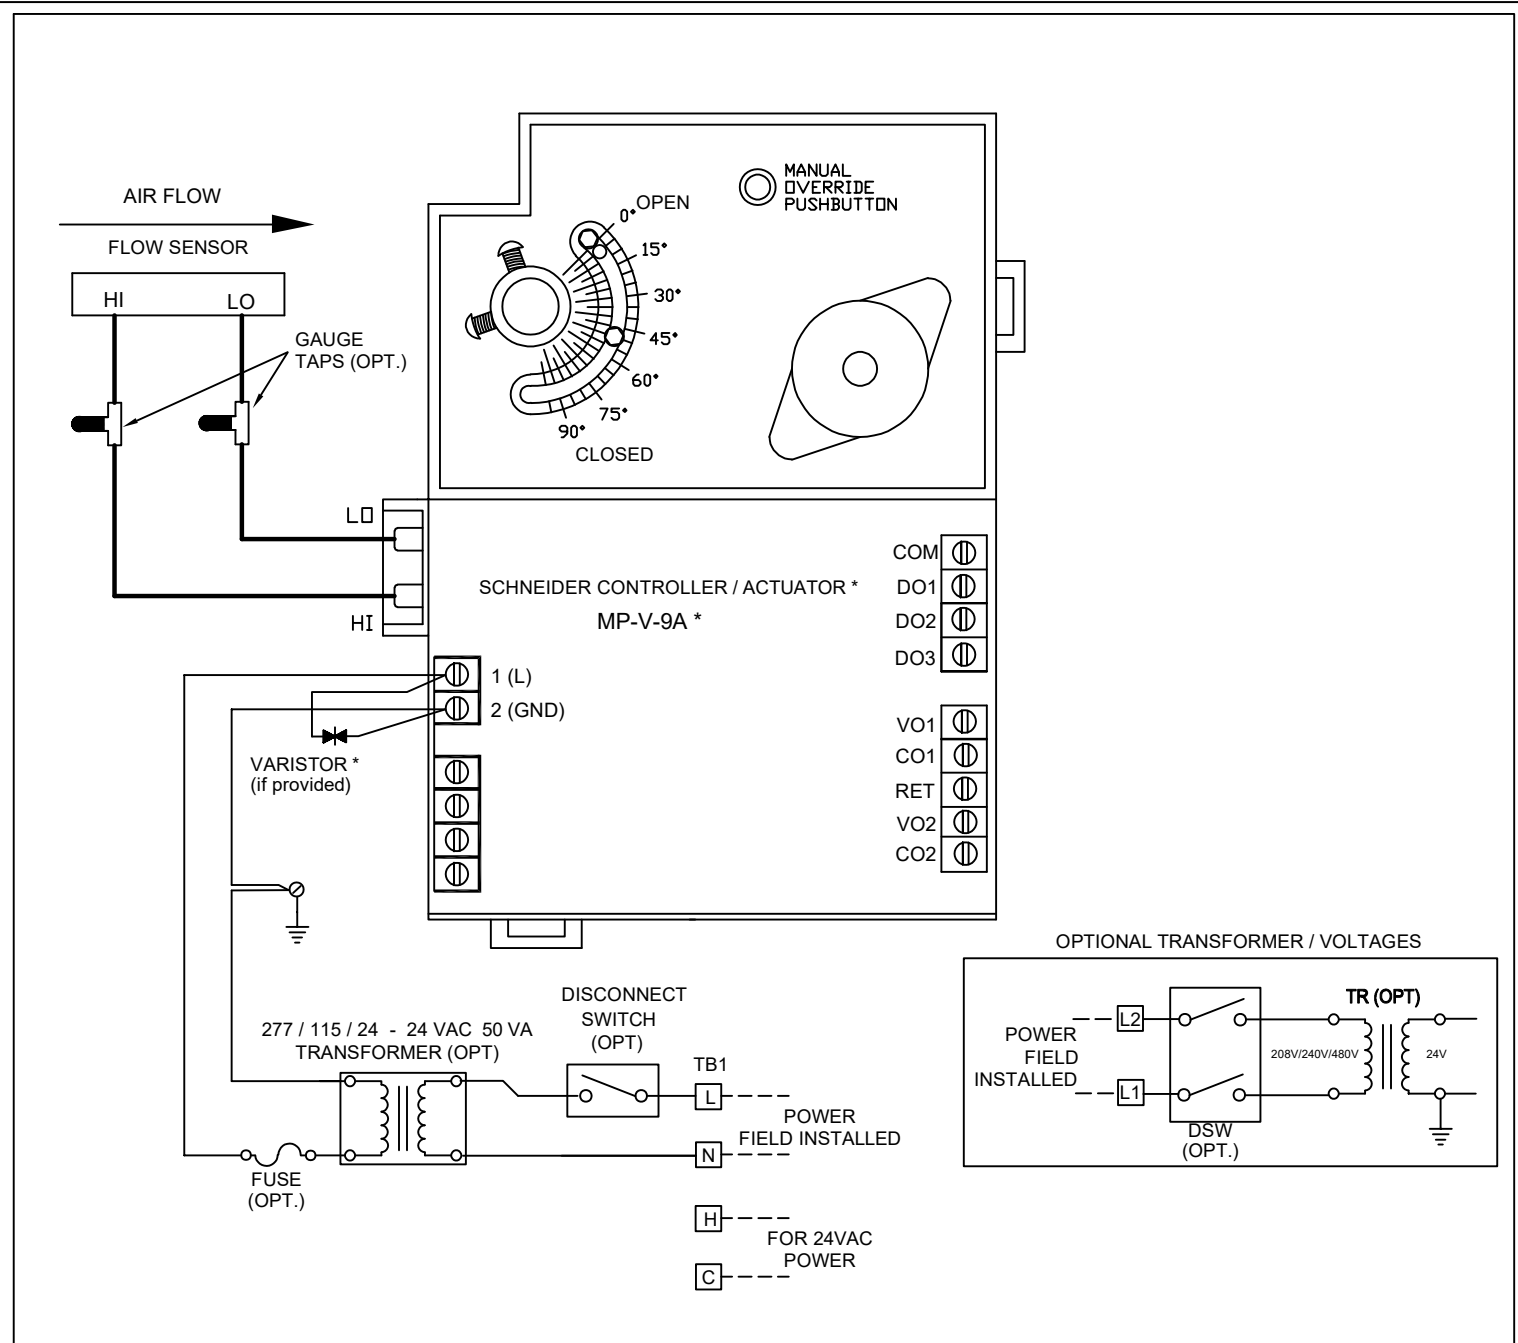 MANUAL
OVERRIDE
PUSHBUTTON
AIR FLOW
FLOW SENSOR
HI
LO
GAUGE
TAPS (OPT.)
0° OPEN
15°
30°
45°
60°
75°
90°
CLOSED
LO
HI
SCHNEIDER CONTROLLER / ACTUATOR *
MP-V-9A *
COM
DO1
DO2
DO3
1 (L)
2 (GND)
VO1
CO1
RET
VO2
CO2
VARISTOR *
(if provided)
277 / 115 / 24 - 24 VAC 50 VA
TRANSFORMER (OPT)
DISCONNECT
SWITCH
(OPT)
TB1
L
N
POWER
FIELD INSTALLED
FUSE
(OPT.)
H
C
FOR 24VAC
POWER
OPTIONAL TRANSFORMER / VOLTAGES
POWER
FIELD
INSTALLED
L2
L1
DSW
(OPT.)
TR (OPT)
208V/240V/480V
24V